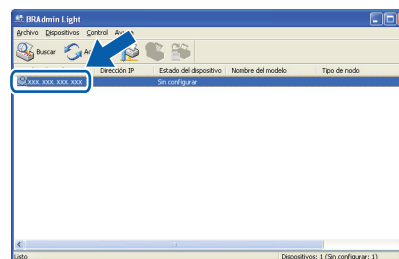 BRAdmin Light
Archivo Dispositivos Control Ayuda
Buscar
Dirección IP Estado del dispositivo Nombre del modelo Tipo de nodo
xxx. xxx. xxx. xxx Sin configurar
Listo Dispositivos: 1 (Sin configurar: 1)